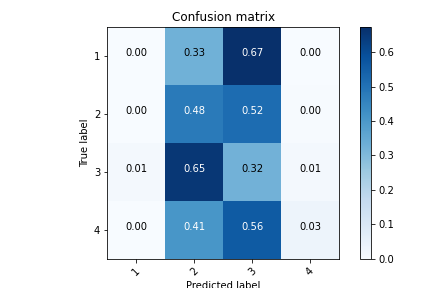 Confusion matrix
1 0.00 0.33 0.67 0.00
2 0.00 0.48 0.52 0.00
3 0.01 0.65 0.32 0.01
4 0.00 0.41 0.56 0.03
True label
1 2 3 4
Predicted label
0.6
0.5
0.4
0.3
0.2
0.1
0.0